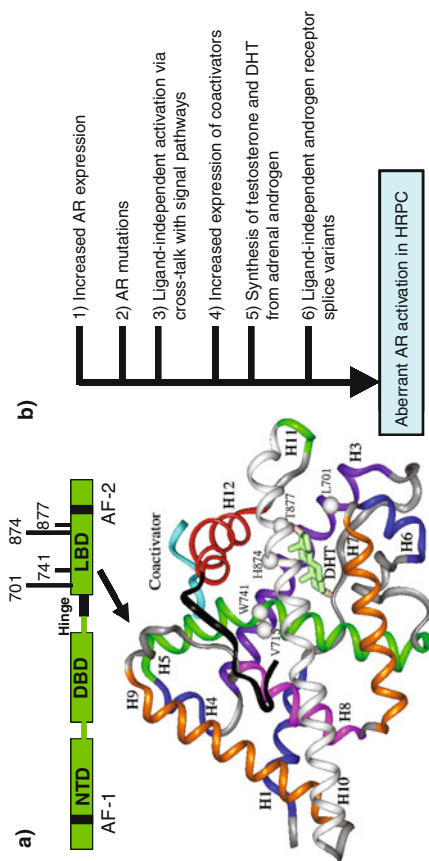 a)
701
874
741
877
Hinge
NTD
DBD
LBD
AF-1
AF-2
Coactivator
H9
H5
H4
H12
W741
H874
T877
H11
V715
L701
H3
DHT
H1
H10
H8
H7
H6
b)
1) Increased AR expression
2) AR mutations
3) Ligand-independent activation via
cross-talk with signal pathways
4) Increased expression of coactivators
5) Synthesis of testosterone and DHT
from adrenal androgen
6) Ligand-independent androgen receptor
splice variants
Aberrant AR activation in HRPC